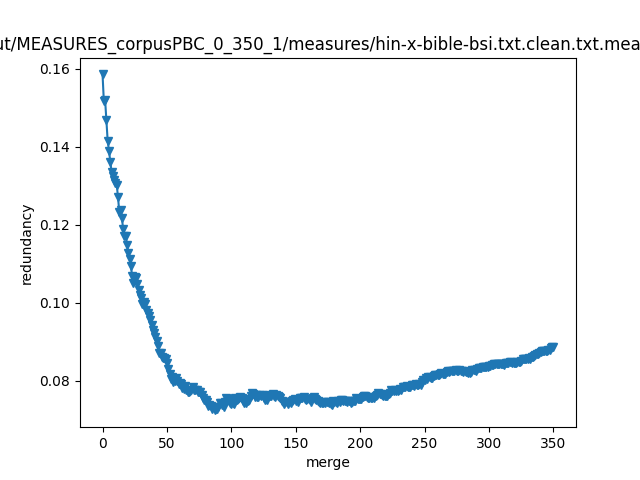 ut/MEASURES_corpusPBC_0_350_1/measures/hin-x-bible-bsi.txt.clean.txt.mea
0.16
0.14
0.12
0.10
0.08
redundancy
0 50 100 150 200 250 300 350
merge